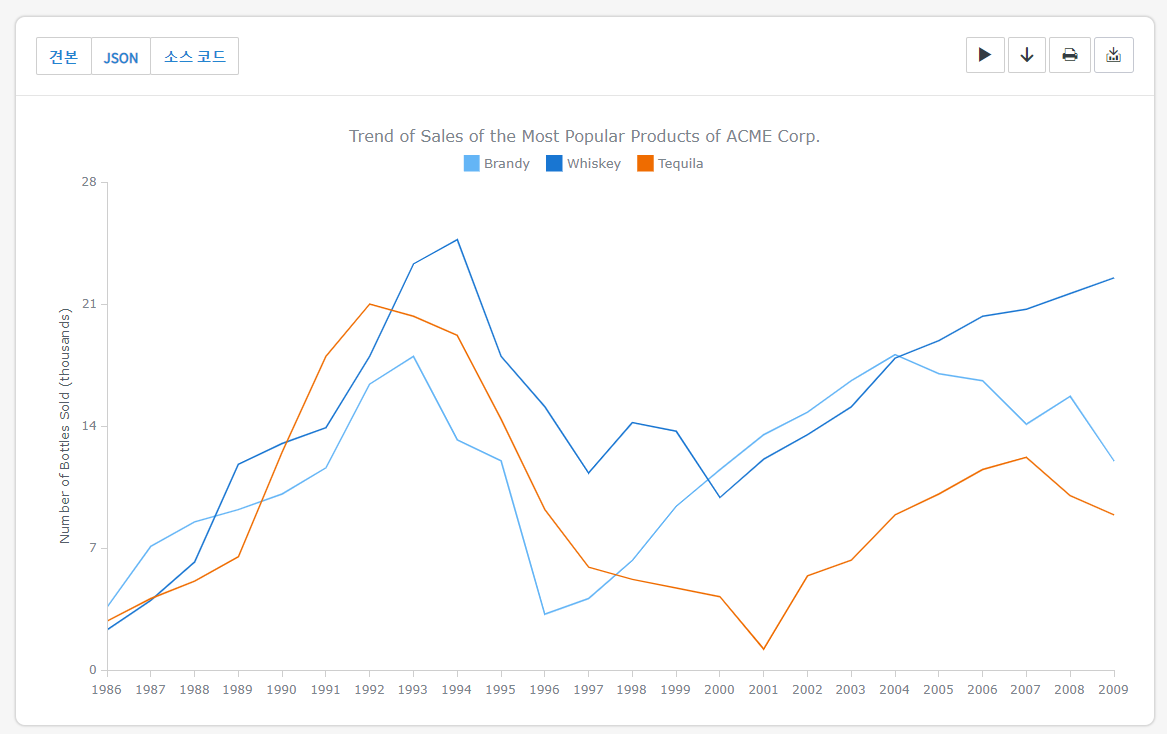 견본 JSON 소스 코드
Trend of Sales of the Most Popular Products of ACME Corp.
Brandy Whiskey Tequila
Number of Bottles Sold (thousands)
28
21
14
7
0
1986 1987 1988 1989 1990 1991 1992 1993 1994 1995 1996 1997 1998 1999 2000 2001 2002 2003 2004 2005 2006 2007 2008 2009